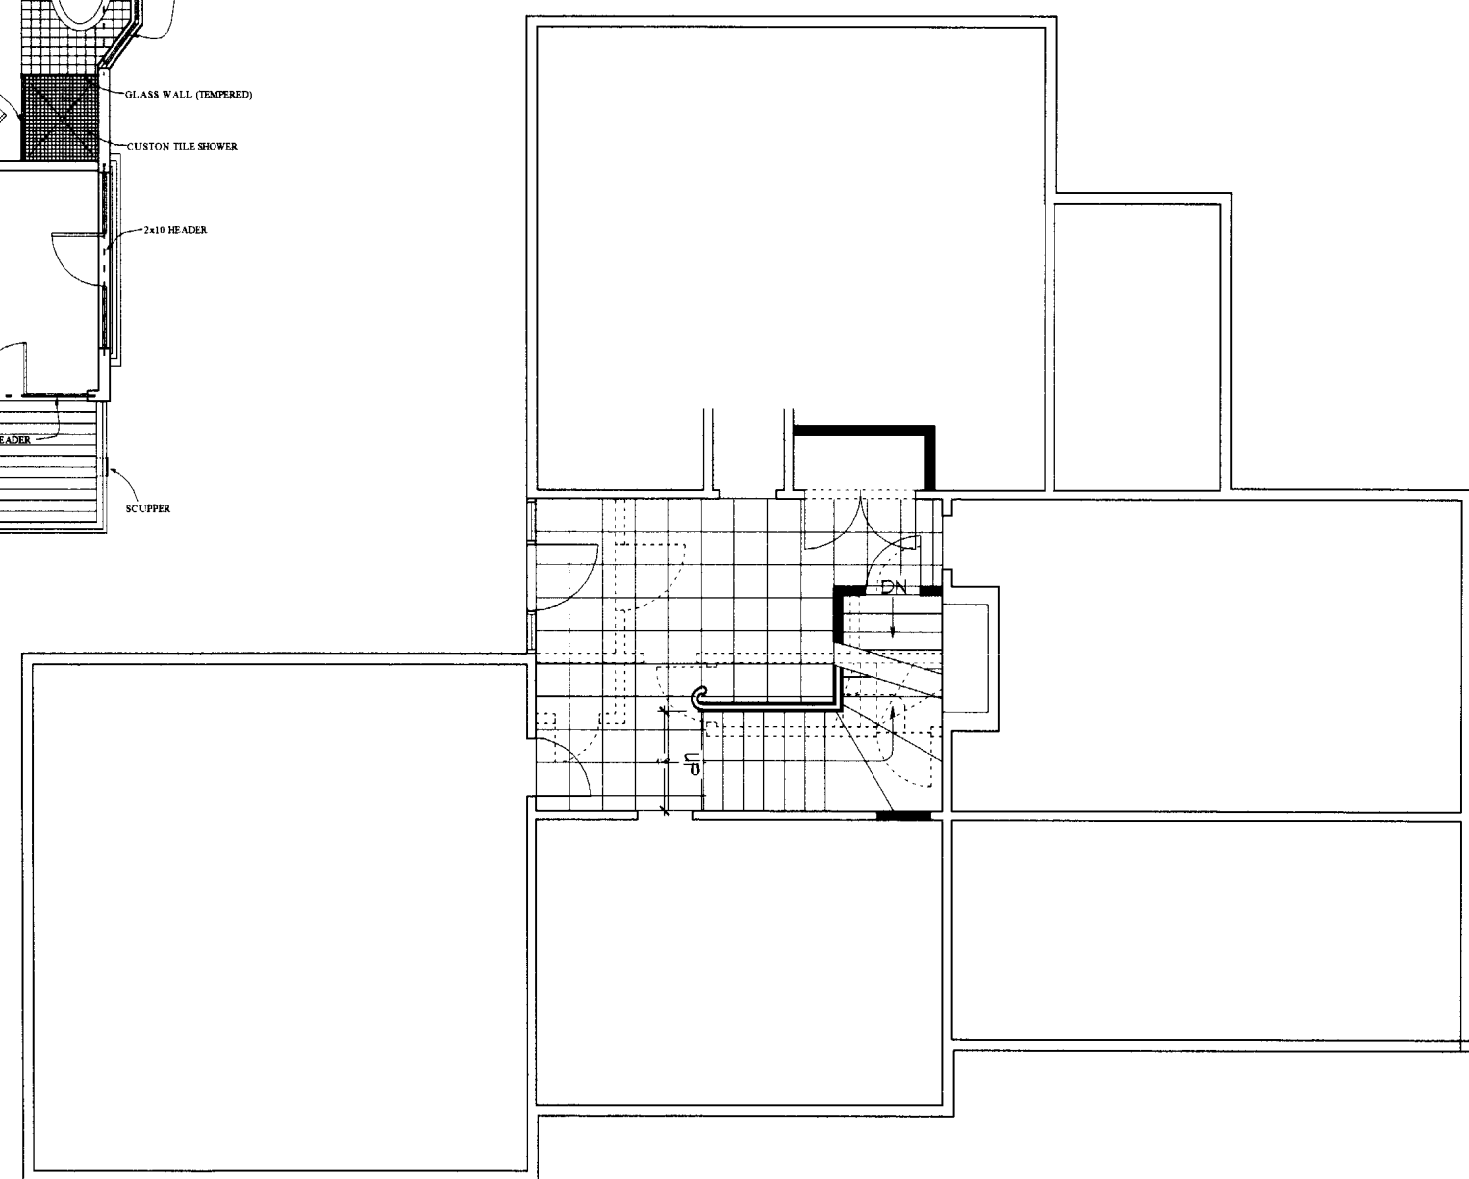 GLASS WALL (TEMPERED)
CUSTON TILE SHOWER
2x10 HEADER
EADER
SCUPPER
DN
up